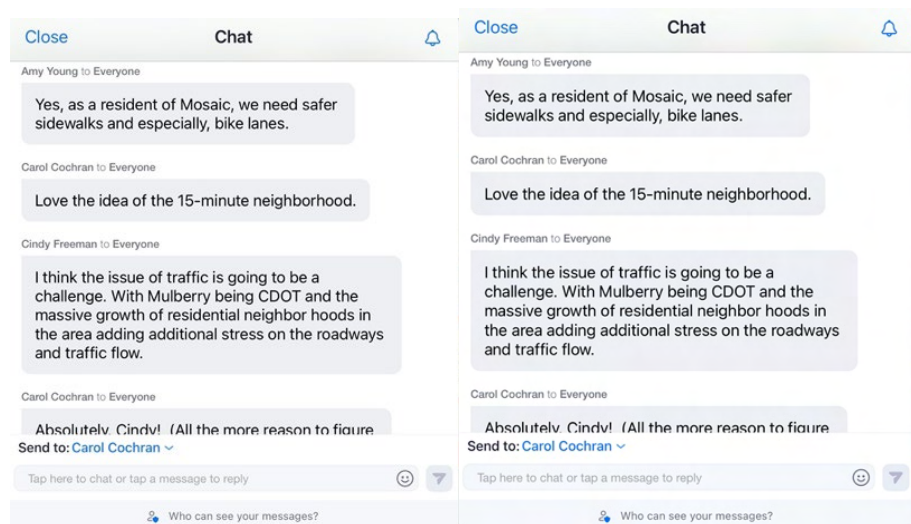 Close Chat
Amy Young to Everyone
Yes, as a resident of Mosaic, we need safer
sidewalks and especially, bike lanes.
Carol Cochran to Everyone
Love the idea of the 15-minute neighborhood.
Cindy Freeman to Everyone
I think the issue of traffic is going to be a
challenge. With Mulberry being CDOT and the
massive growth of residential neighbor hoods in
the area adding additional stress on the roadways
and traffic flow.
Carol Cochran to Everyone
Absolutely, Cindy! (All the more reason to figure
Send to: Carol Cochran
Tap here to chat or tap a message to reply
Who can see your messages?
Close Chat
Amy Young to Everyone
Yes, as a resident of Mosaic, we need safer
sidewalks and especially, bike lanes.
Carol Cochran to Everyone
Love the idea of the 15-minute neighborhood.
Cindy Freeman to Everyone
I think the issue of traffic is going to be a
challenge. With Mulberry being CDOT and the
massive growth of residential neighbor hoods in
the area adding additional stress on the roadways
and traffic flow.
Carol Cochran to Everyone
Absolutely, Cindy! (All the more reason to figure
Send to: Carol Cochran
Tap here to chat or tap a message to reply
Who can see your messages?